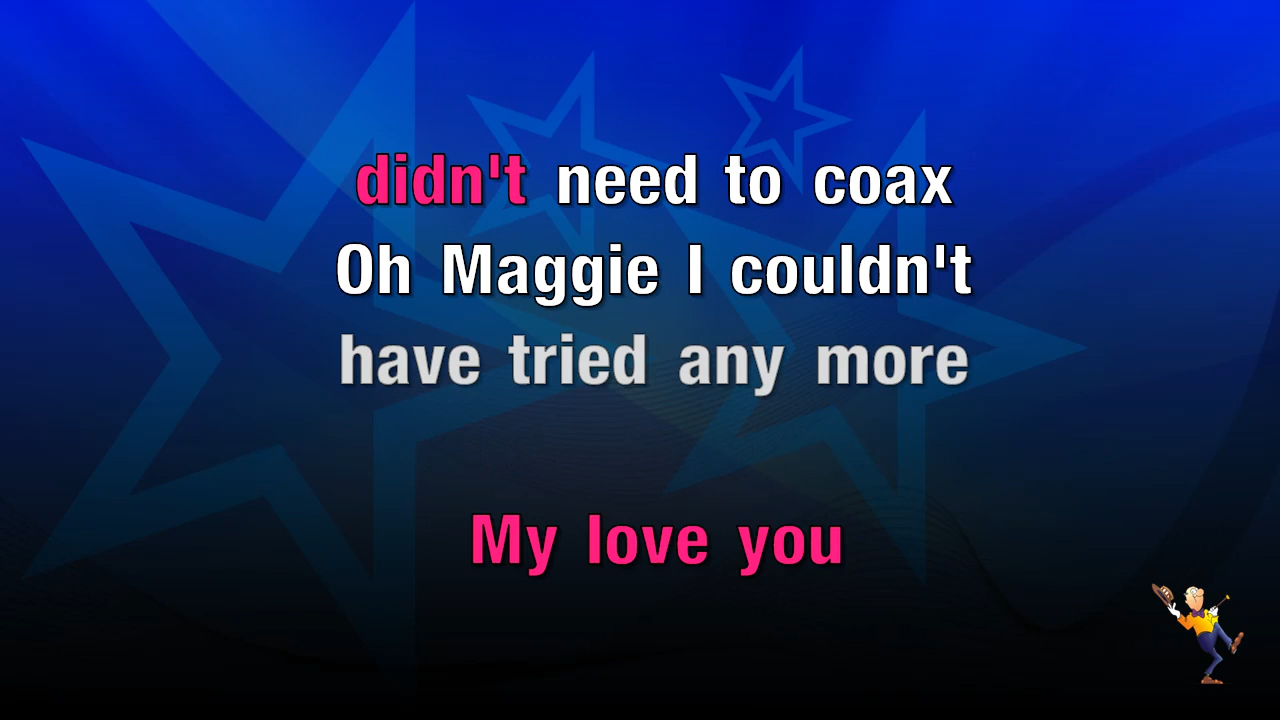 didn't need to coax
Oh Maggie I couldn't
have tried any more
My love you